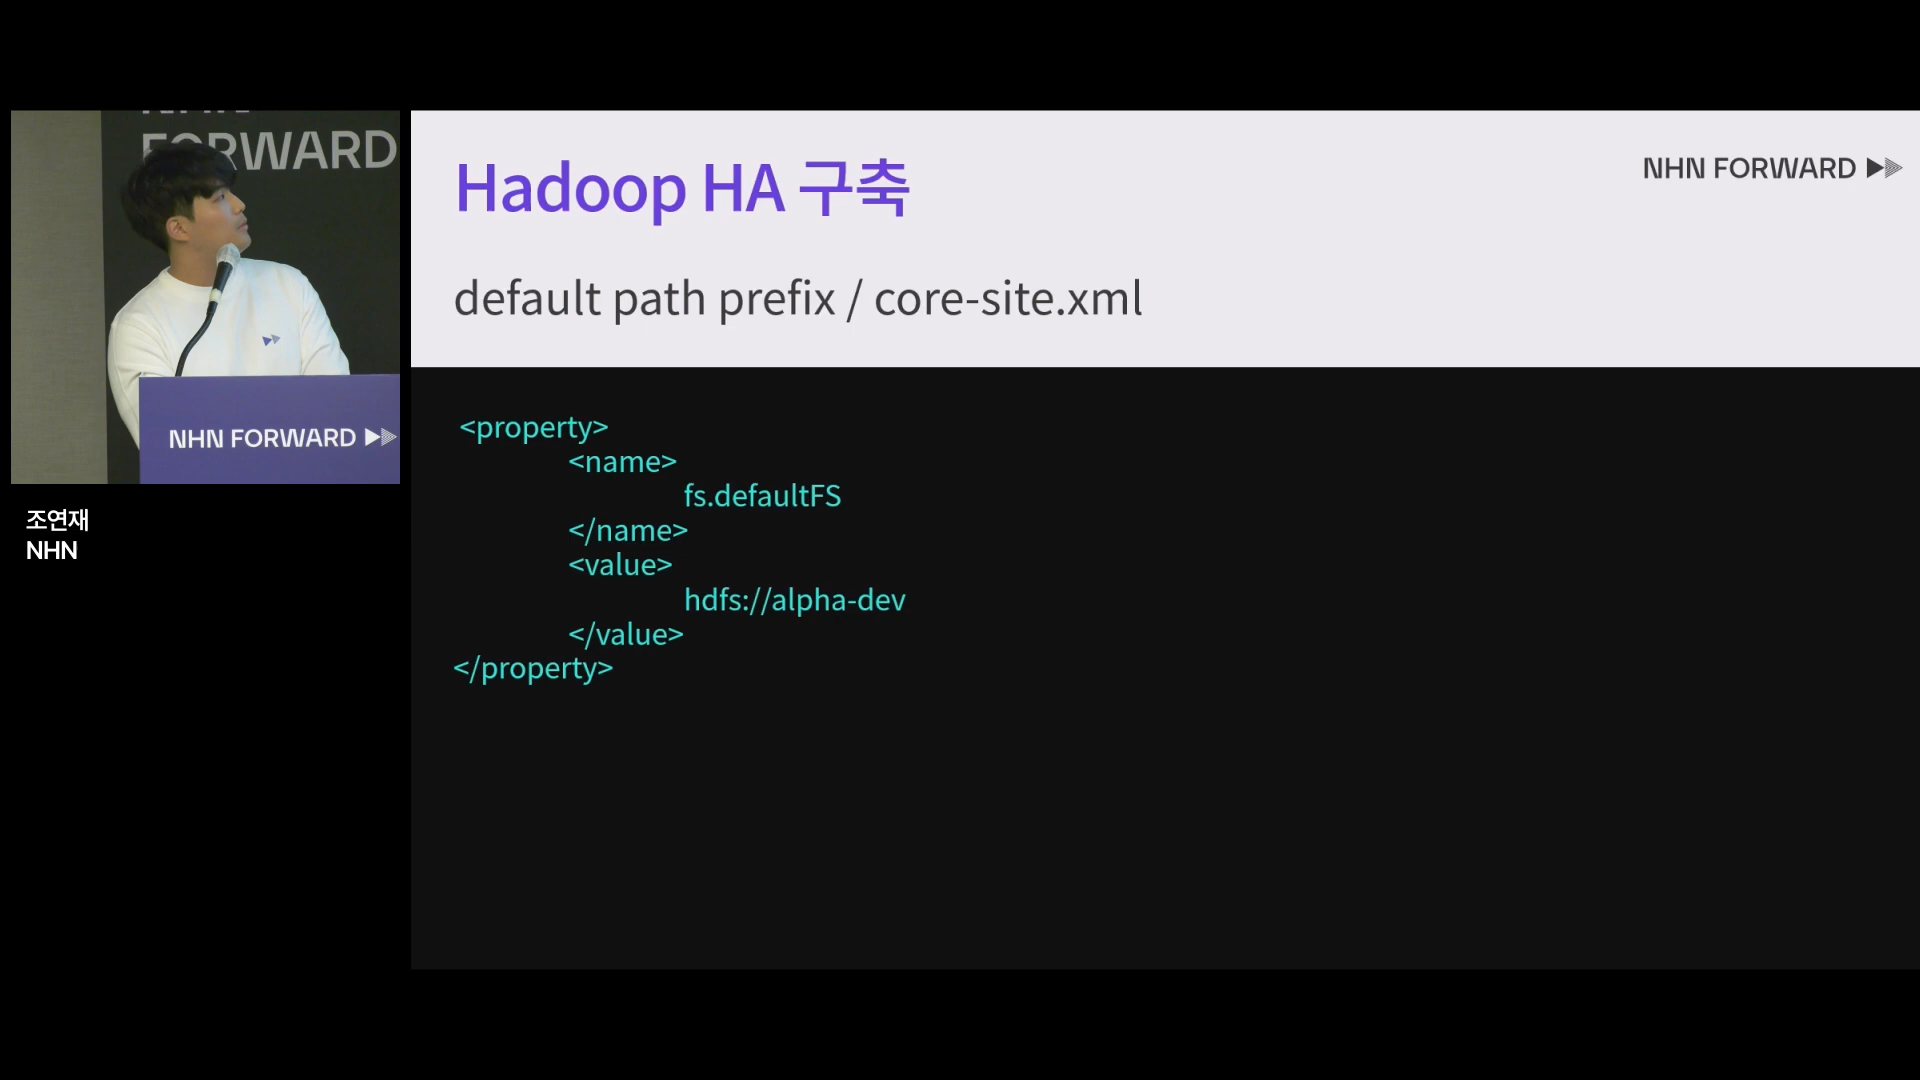 FORWARD
NHN FORWARD
조연재
NHN
Hadoop HA 구축
NHN FORWARD
default path prefix / core-site.xml
<property>
<name>
fs.defaultFS
</name>
<value>
hdfs://alpha-dev
</value>
</property>